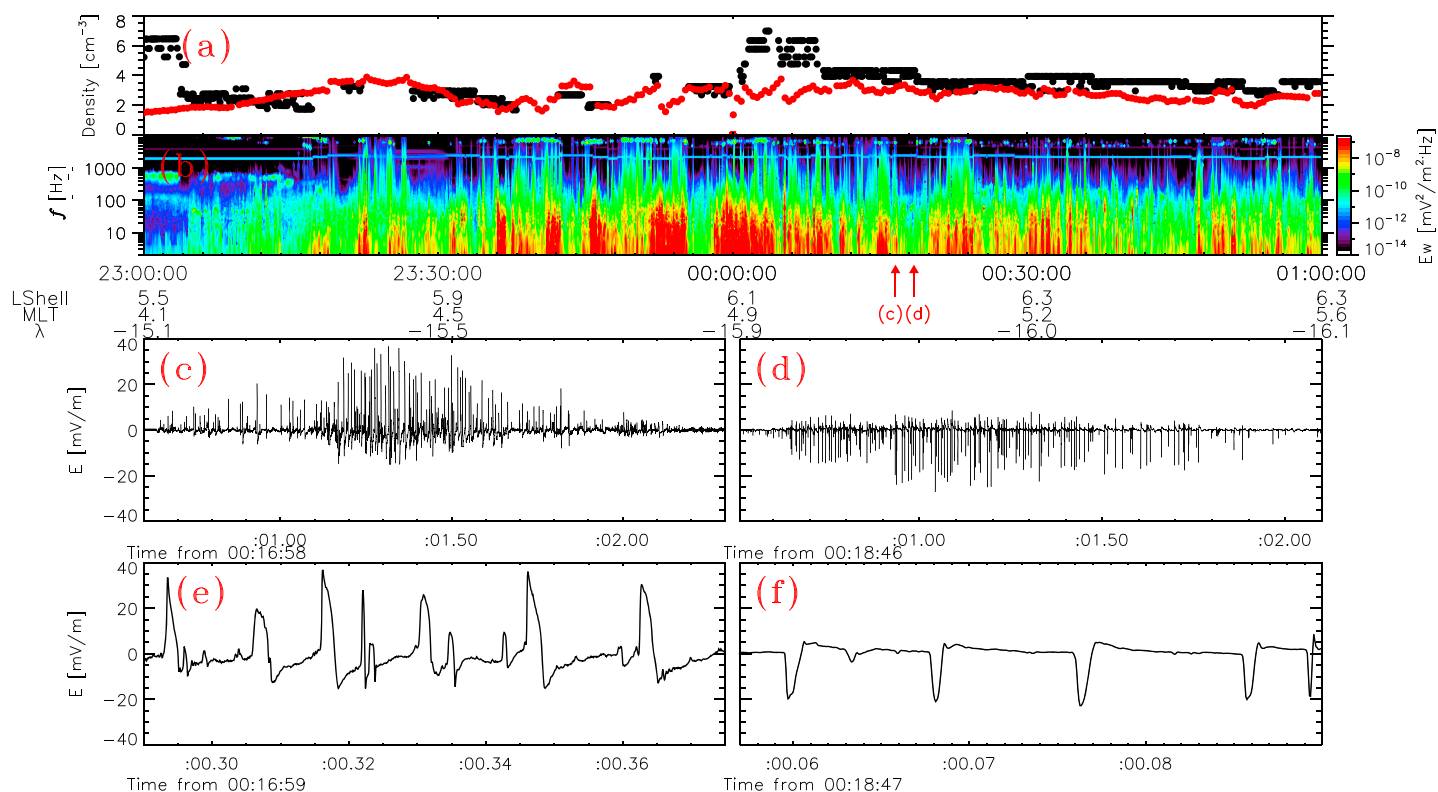 8
6
4
2
0
Density [cm⁻³]
(a)
1000
100
10
f [Hz]
(b)
10⁻⁸
10⁻¹⁰
10⁻¹²
10⁻¹⁴
Ew [mV²/m²·Hz]
23:00:00 23:30:00 00:00:00 00:30:00 01:00:00
LShell 5.5 5.9 6.1 6.3 6.3
MLT 4.1 4.5 4.9 5.2 5.6
λ −15.1 −15.5 −15.9 −16.0 −16.1
(c) (d)
40
20
0
−20
−40
E [mV/m]
(c)
(d)
:01.00 :01.50 :02.00
Time from 00:16:58
:01.00 :01.50 :02.00
Time from 00:18:46
40
20
0
−20
−40
E [mV/m]
(e)
(f)
:00.30 :00.32 :00.34 :00.36
Time from 00:16:59
:00.06 :00.07 :00.08
Time from 00:18:47